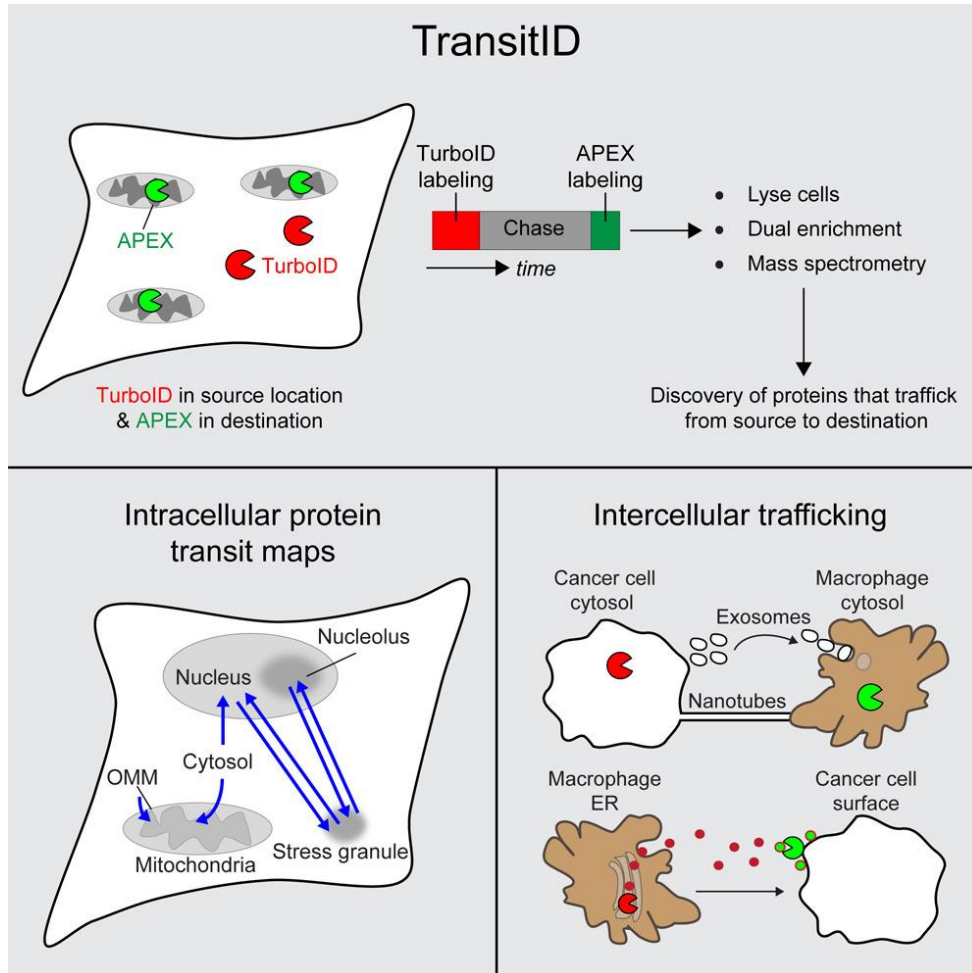 TransitID
APEX
TurboID
TurboID in source location
& APEX in destination
TurboID
labeling
APEX
labeling
Chase
time
• Lyse cells
• Dual enrichment
• Mass spectrometry
Discovery of proteins that traffick
from source to destination
Intracellular protein
transit maps
Nucleolus
Nucleus
Cytosol
OMM
Mitochondria
Stress granule
Intercellular trafficking
Cancer cell
cytosol
Exosomes
Macrophage
cytosol
Nanotubes
Macrophage
ER
Cancer cell
surface